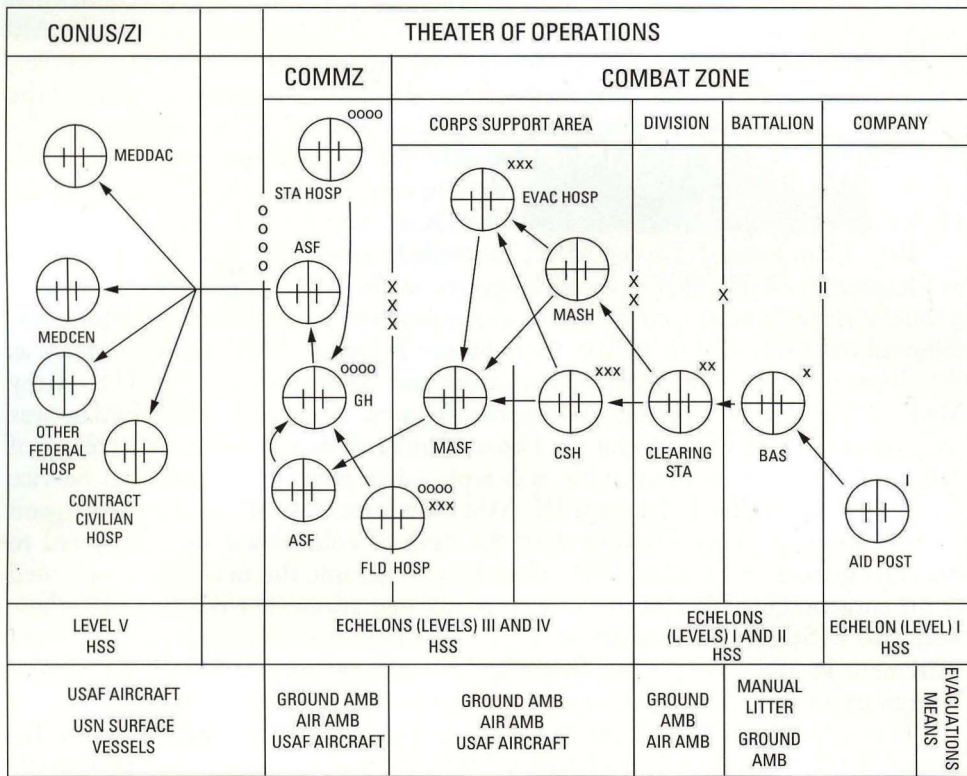 CONUS/ZI
THEATER OF OPERATIONS
COMMZ
COMBAT ZONE
CORPS SUPPORT AREA
DIVISION
BATTALION
COMPANY
MEDDAC
OOOO
STA HOSP
XXX
EVAC HOSP
O
O
O
O
ASF
X
X
X
MASH
X
X
X
II
MEDCEN
OTHER
FEDERAL
HOSP
CONTRACT
CIVILIAN
HOSP
OOOO
GH
MASF
XXX
CSH
XX
CLEARING
STA
X
BAS
ASF
OOOO
XXX
FLD HOSP
I
AID POST
LEVEL V
HSS
ECHELONS (LEVELS) III AND IV
HSS
ECHELONS
(LEVELS) I AND II
HSS
ECHELON (LEVEL) I
HSS
USAF AIRCRAFT
USN SURFACE
VESSELS
GROUND AMB
AIR AMB
USAF AIRCRAFT
GROUND AMB
AIR AMB
USAF AIRCRAFT
GROUND
AMB
AIR AMB
MANUAL
LITTER
GROUND
AMB
EVACUATIONS
MEANS